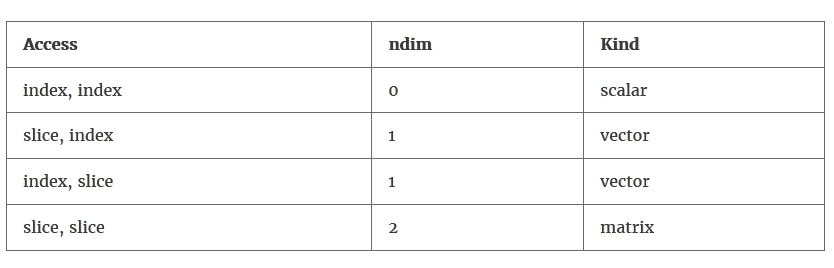 Access ndim Kind
index, index 0 scalar
slice, index 1 vector
index, slice 1 vector
slice, slice 2 matrix